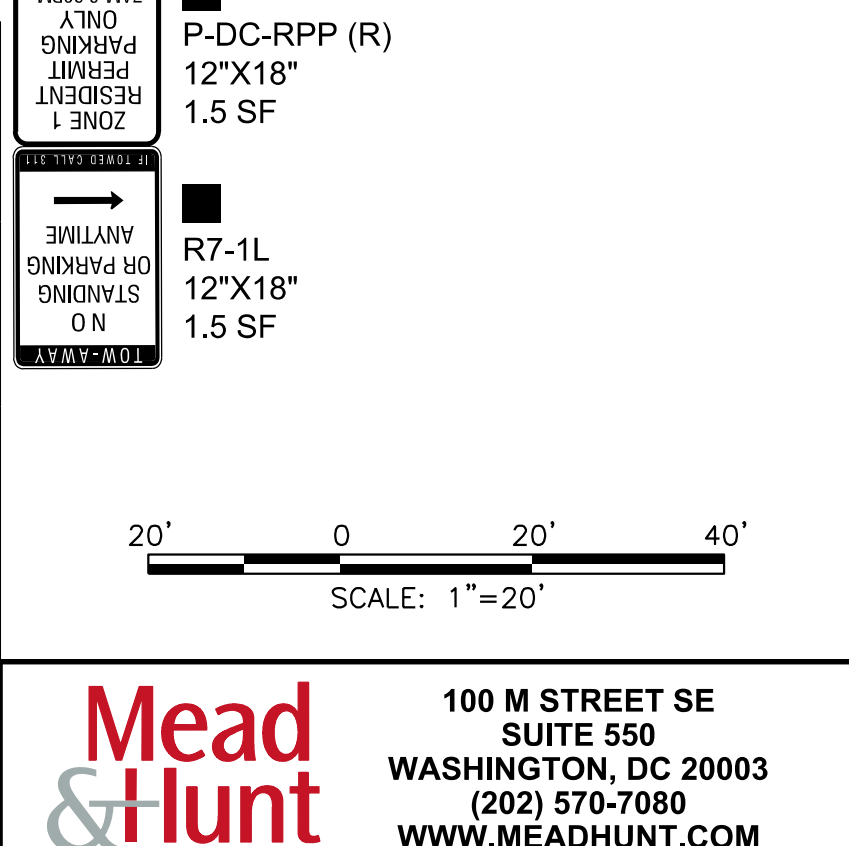 ZONE 1
RESIDENT
PERMIT
PARKING
ONLY
P-DC-RPP (R)
12"X18"
1.5 SF
TOW-AWAY
NO
STANDING
OR PARKING
ANYTIME
IF TOWED CALL 311
R7-1L
12"X18"
1.5 SF
20' 0 20' 40'
SCALE: 1"=20'
Mead
&Hunt
100 M STREET SE
SUITE 550
WASHINGTON, DC 20003
(202) 570-7080
WWW.MEADHUNT.COM